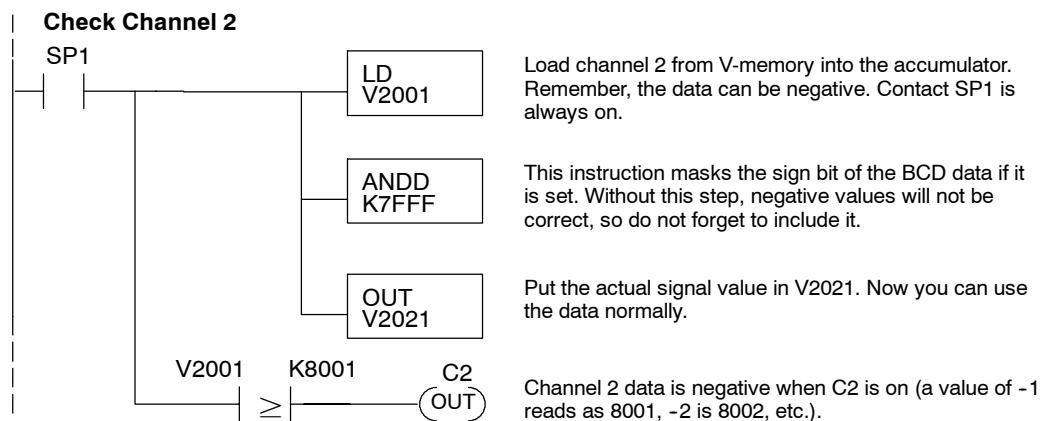 Check Channel 2
SP1
LD
V2001
Load channel 2 from V-memory into the accumulator.
Remember, the data can be negative. Contact SP1 is
always on.
ANDD
K7FFF
This instruction masks the sign bit of the BCD data if it
is set. Without this step, negative values will not be
correct, so do not forget to include it.
OUT
V2021
Put the actual signal value in V2021. Now you can use
the data normally.
V2001 K8001 C2
≥ OUT
Channel 2 data is negative when C2 is on (a value of -1
reads as 8001, -2 is 8002, etc.).